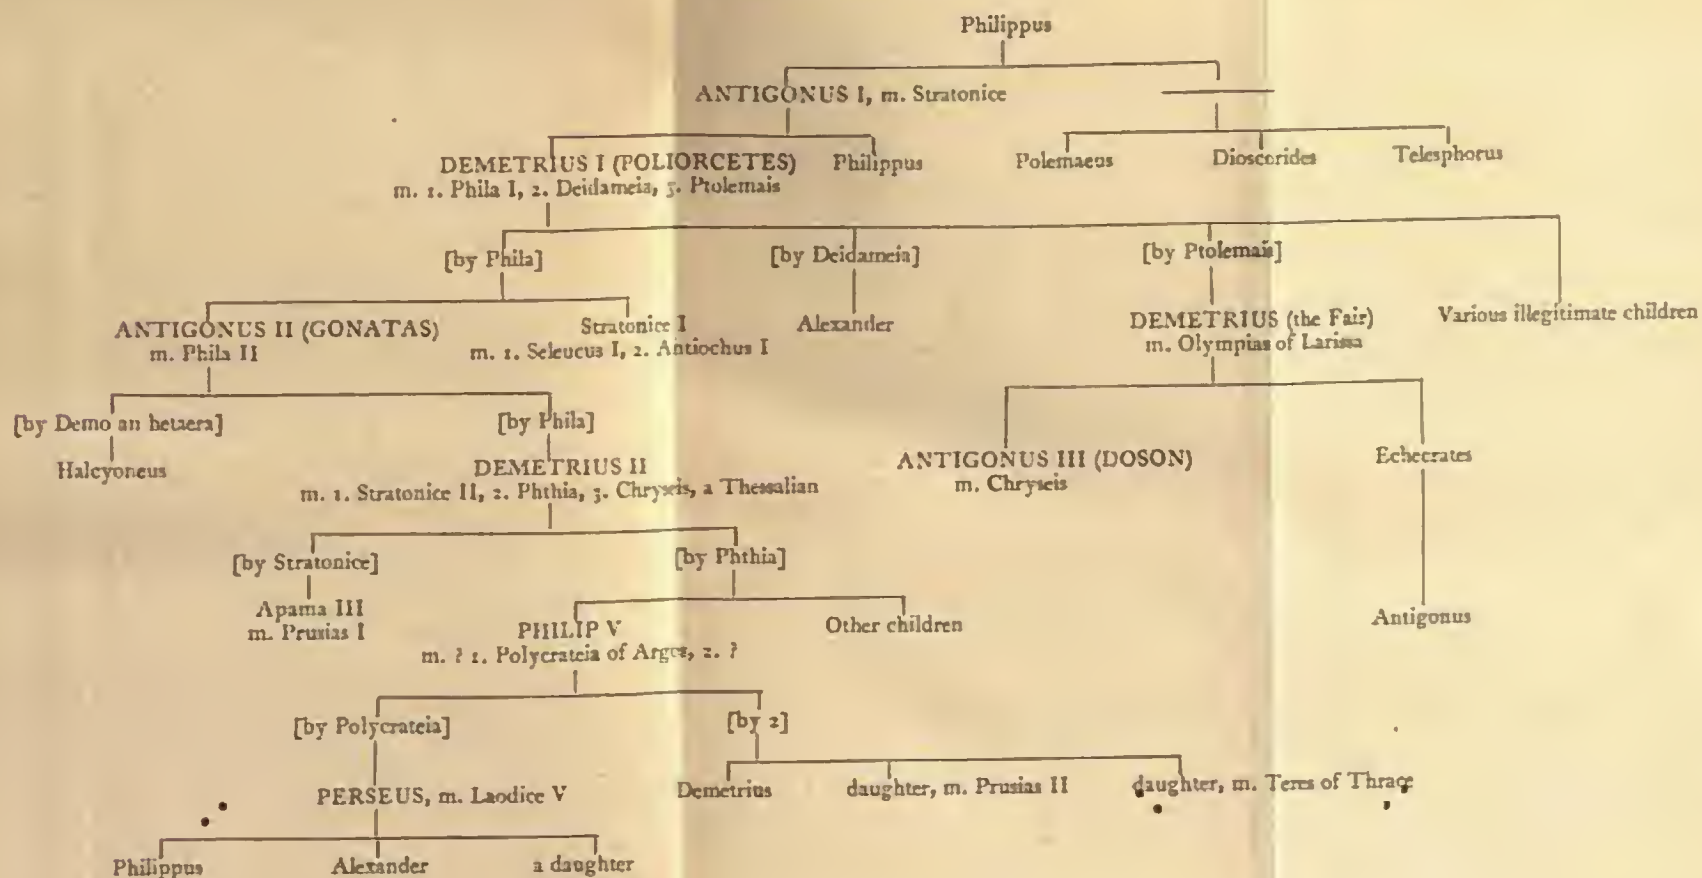 Philippus
ANTIGONUS I, m. Stratonice
DEMETRIUS I (POLIORCETES)
m. 1. Phila I, 2. Deidameia, 3. Ptolemais
Philippus
Polemaeus
Dioscorides
Telesphorus
[by Phila]
[by Deidameia]
[by Ptolemais]
ANTIGONUS II (GONATAS)
m. Phila II
Stratonice I
m. 1. Seleucus I, 2. Antiochus I
Alexander
DEMETRIUS (the Fair)
m. Olympias of Larissa
Various illegitimate children
[by Demo an hetaera]
[by Phila]
Halcyoneus
DEMETRIUS II
m. 1. Stratonice II, 2. Phthia, 3. Chryseis, a Thessalian
ANTIGONUS III (DOSON)
m. Chryseis
Echecrates
[by Stratonice]
[by Phthia]
Apama III
m. Prusias I
PHILIP V
m. ? 1. Polycrateia of Argos, 2. ?
Other children
Antigonus
[by Polycrateia]
[by 2]
PERSEUS, m. Laodice V
Demetrius
daughter, m. Prusias II
daughter, m. Teres of Thrace
Philippus
Alexander
a daughter